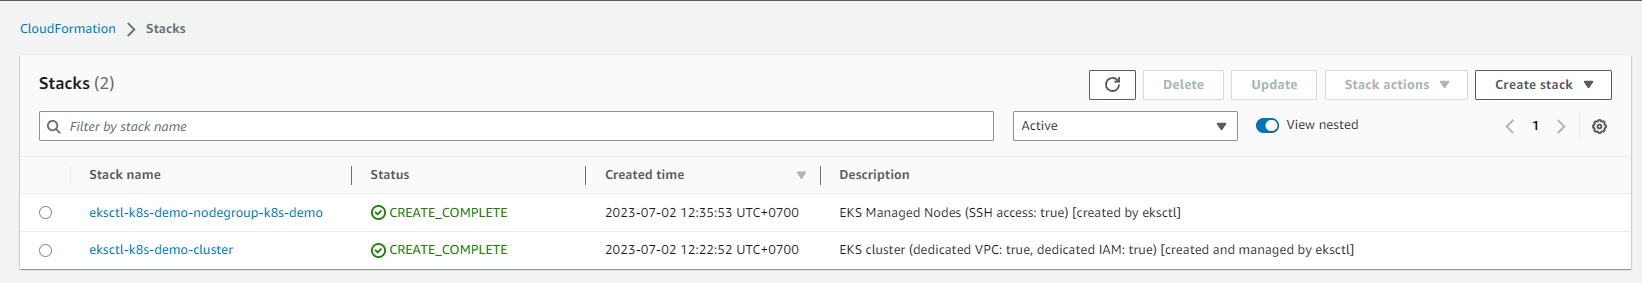 CloudFormation > Stacks
Stacks (2)
Delete
Update
Stack actions
Create stack
Filter by stack name
Active
View nested
1
Stack name Status Created time Description
eksctl-k8s-demo-nodegroup-k8s-demo CREATE_COMPLETE 2023-07-02 12:35:53 UTC+0700 EKS Managed Nodes (SSH access: true) [created by eksctl]
eksctl-k8s-demo-cluster CREATE_COMPLETE 2023-07-02 12:22:52 UTC+0700 EKS cluster (dedicated VPC: true, dedicated IAM: true) [created and managed by eksctl]